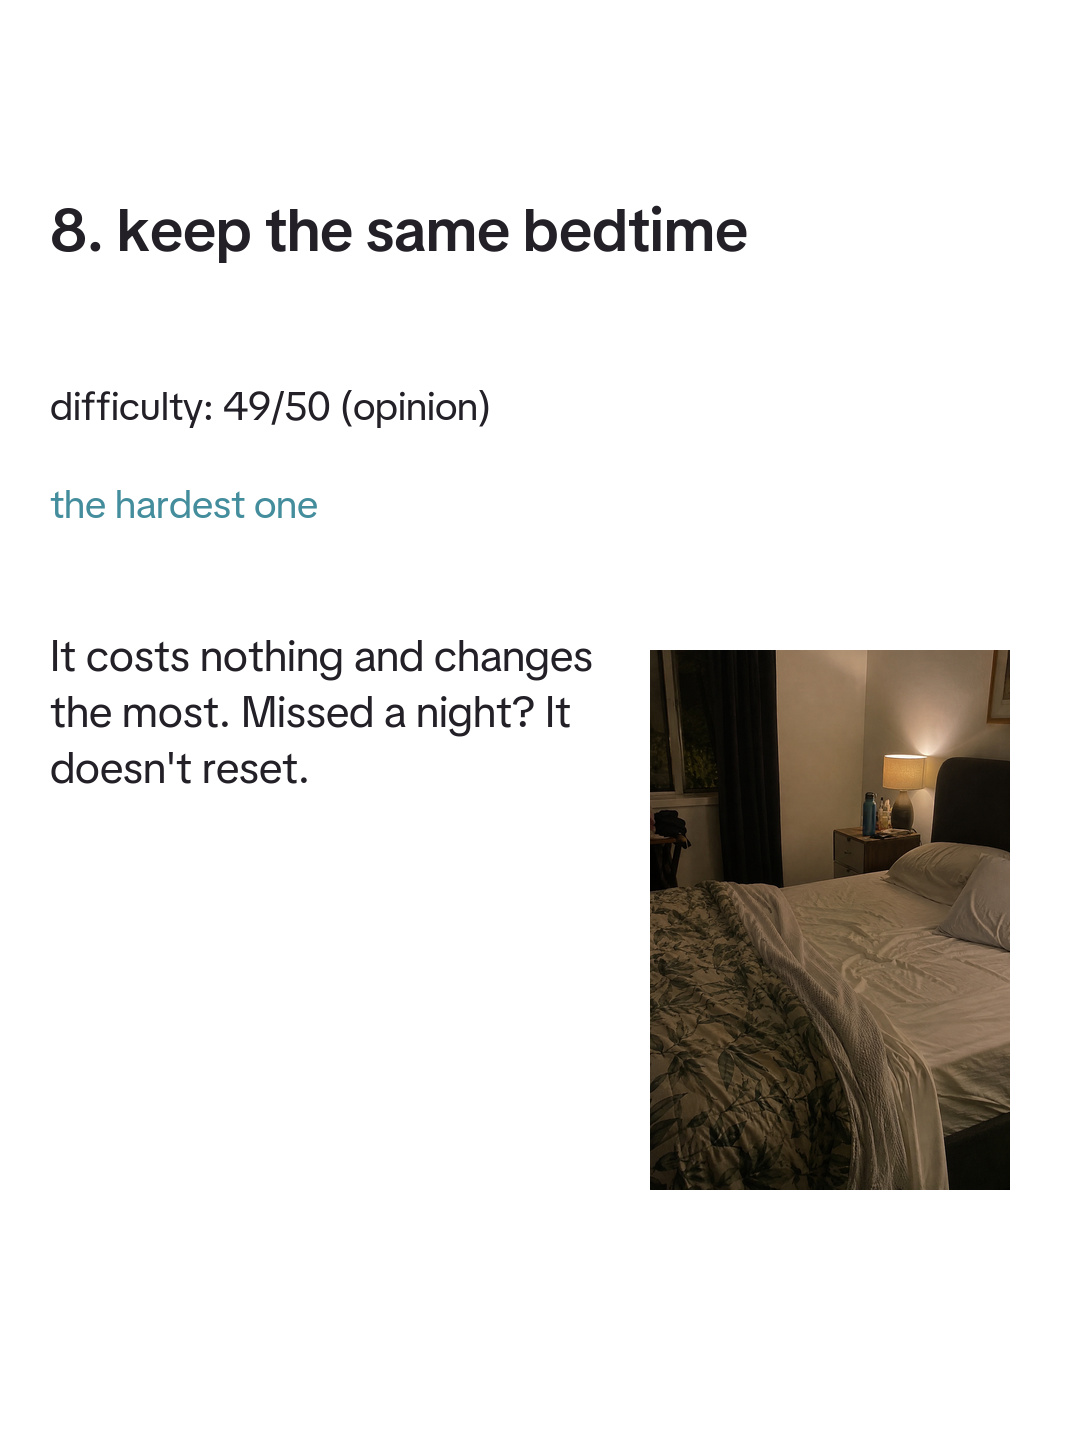 8. keep the same bedtime
difficulty: 49/50 (opinion)
the hardest one
It costs nothing and changes
the most. Missed a night? It
doesn't reset.